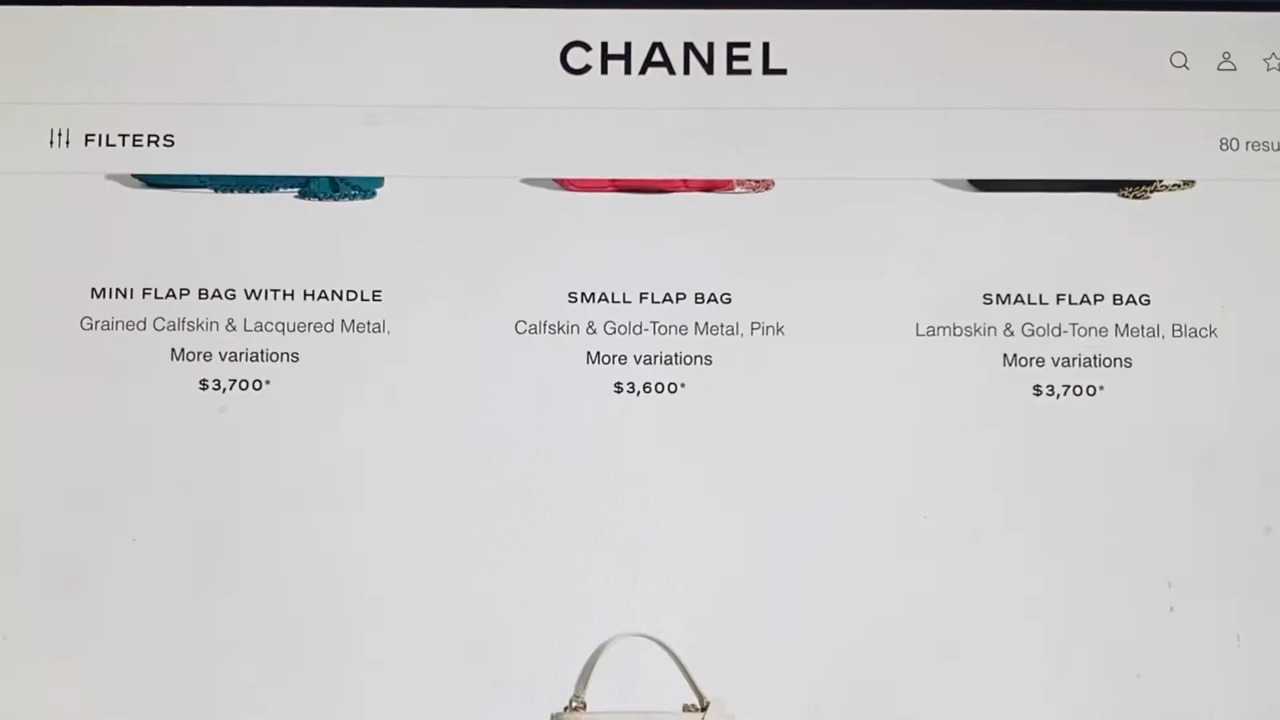 CHANEL
FILTERS
80 resu
MINI FLAP BAG WITH HANDLE
Grained Calfskin & Lacquered Metal,
More variations
$3,700*
SMALL FLAP BAG
Calfskin & Gold-Tone Metal, Pink
More variations
$3,600*
SMALL FLAP BAG
Lambskin & Gold-Tone Metal, Black
More variations
$3,700*